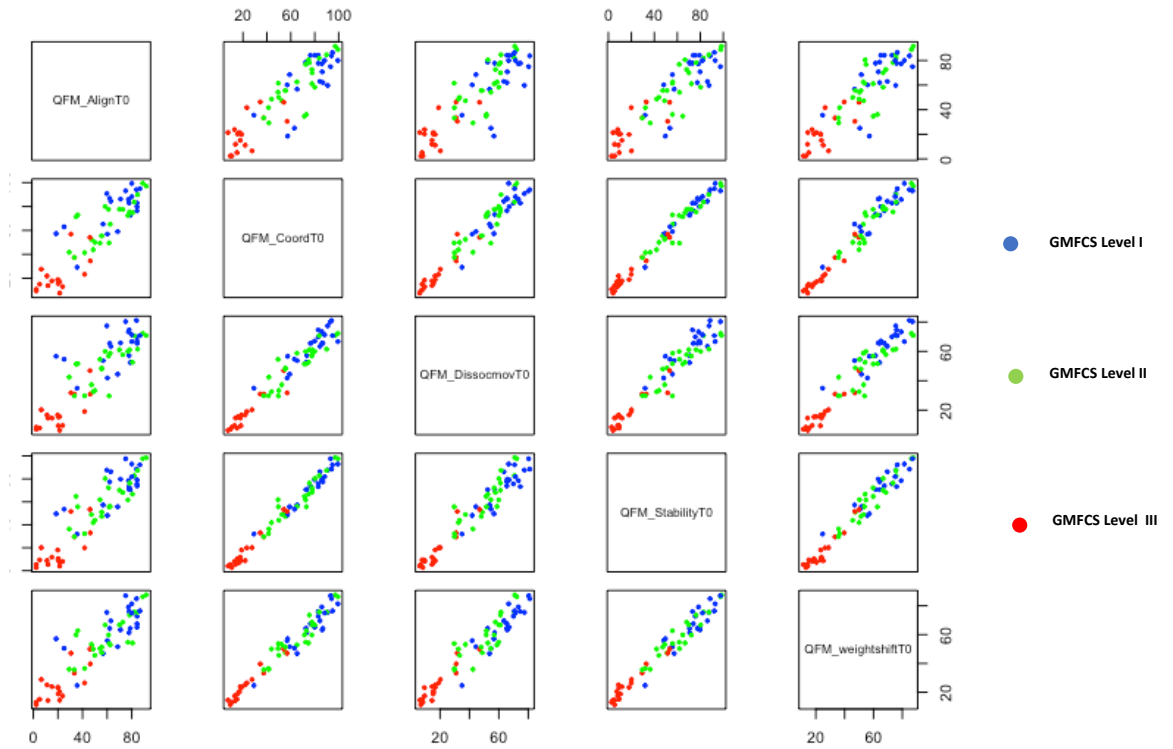 20 60 100 0 40 80
QFM_AlignT0
80
40
0
QFM_CoordT0
GMFCS Level I
QFM_DissocmovT0
60
20
GMFCS Level II
QFM_StabilityT0
GMFCS Level III
QFM_weightshiftT0
60
20
0 40 80 20 60 20 60